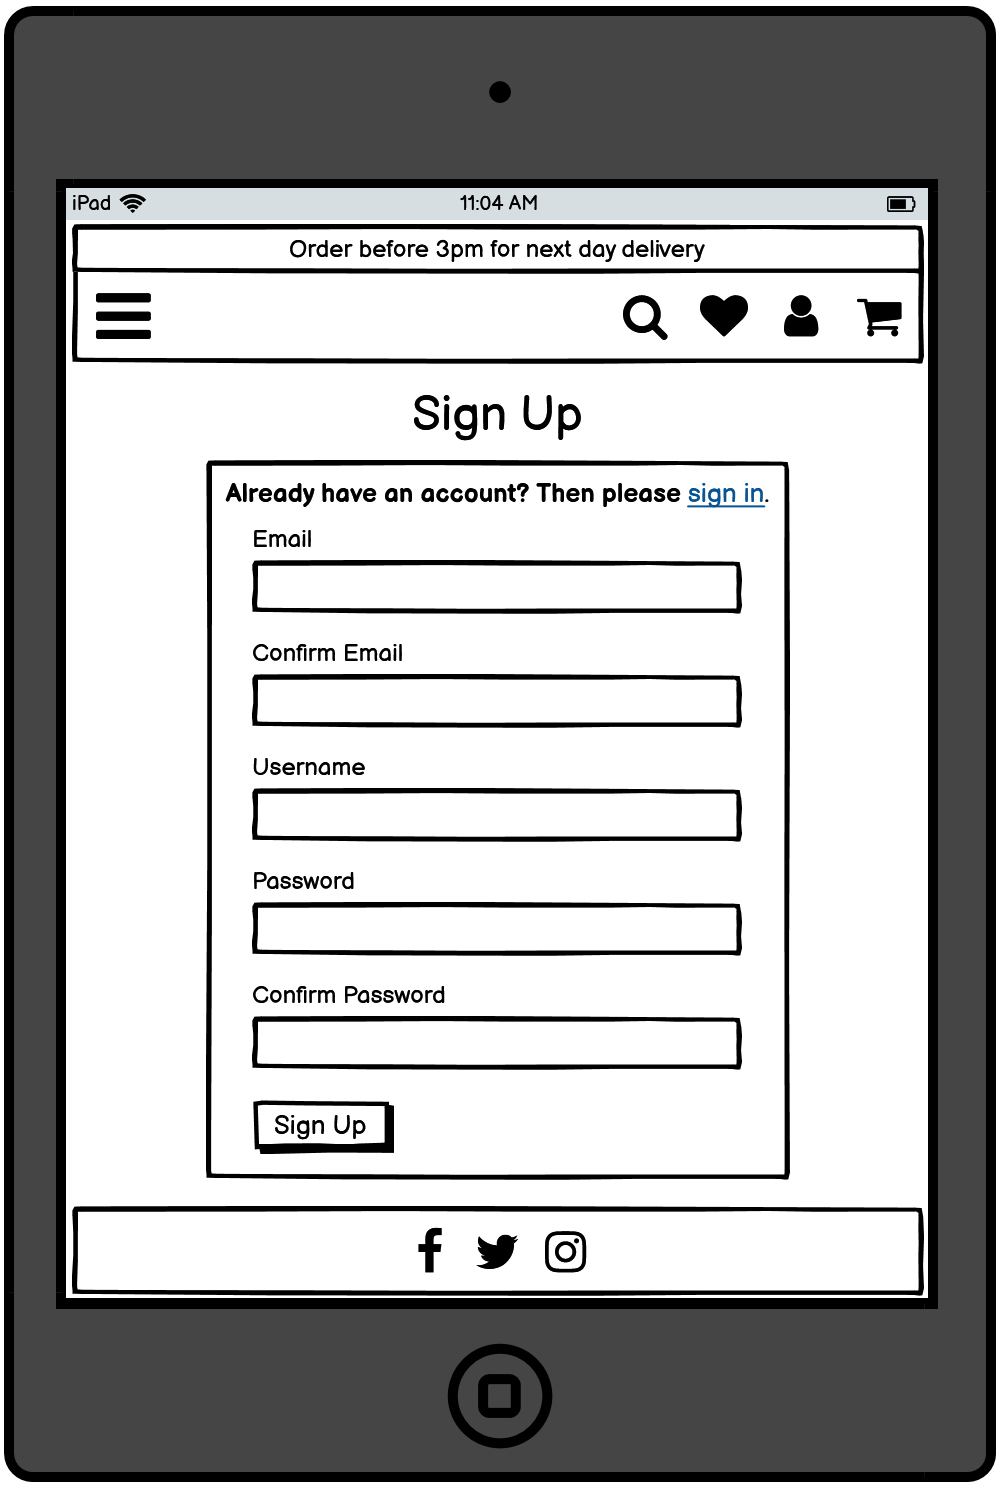 iPad 11:04 AM
Order before 3pm for next day delivery
Sign Up
Already have an account? Then please sign in.
Email
Confirm Email
Username
Password
Confirm Password
Sign Up